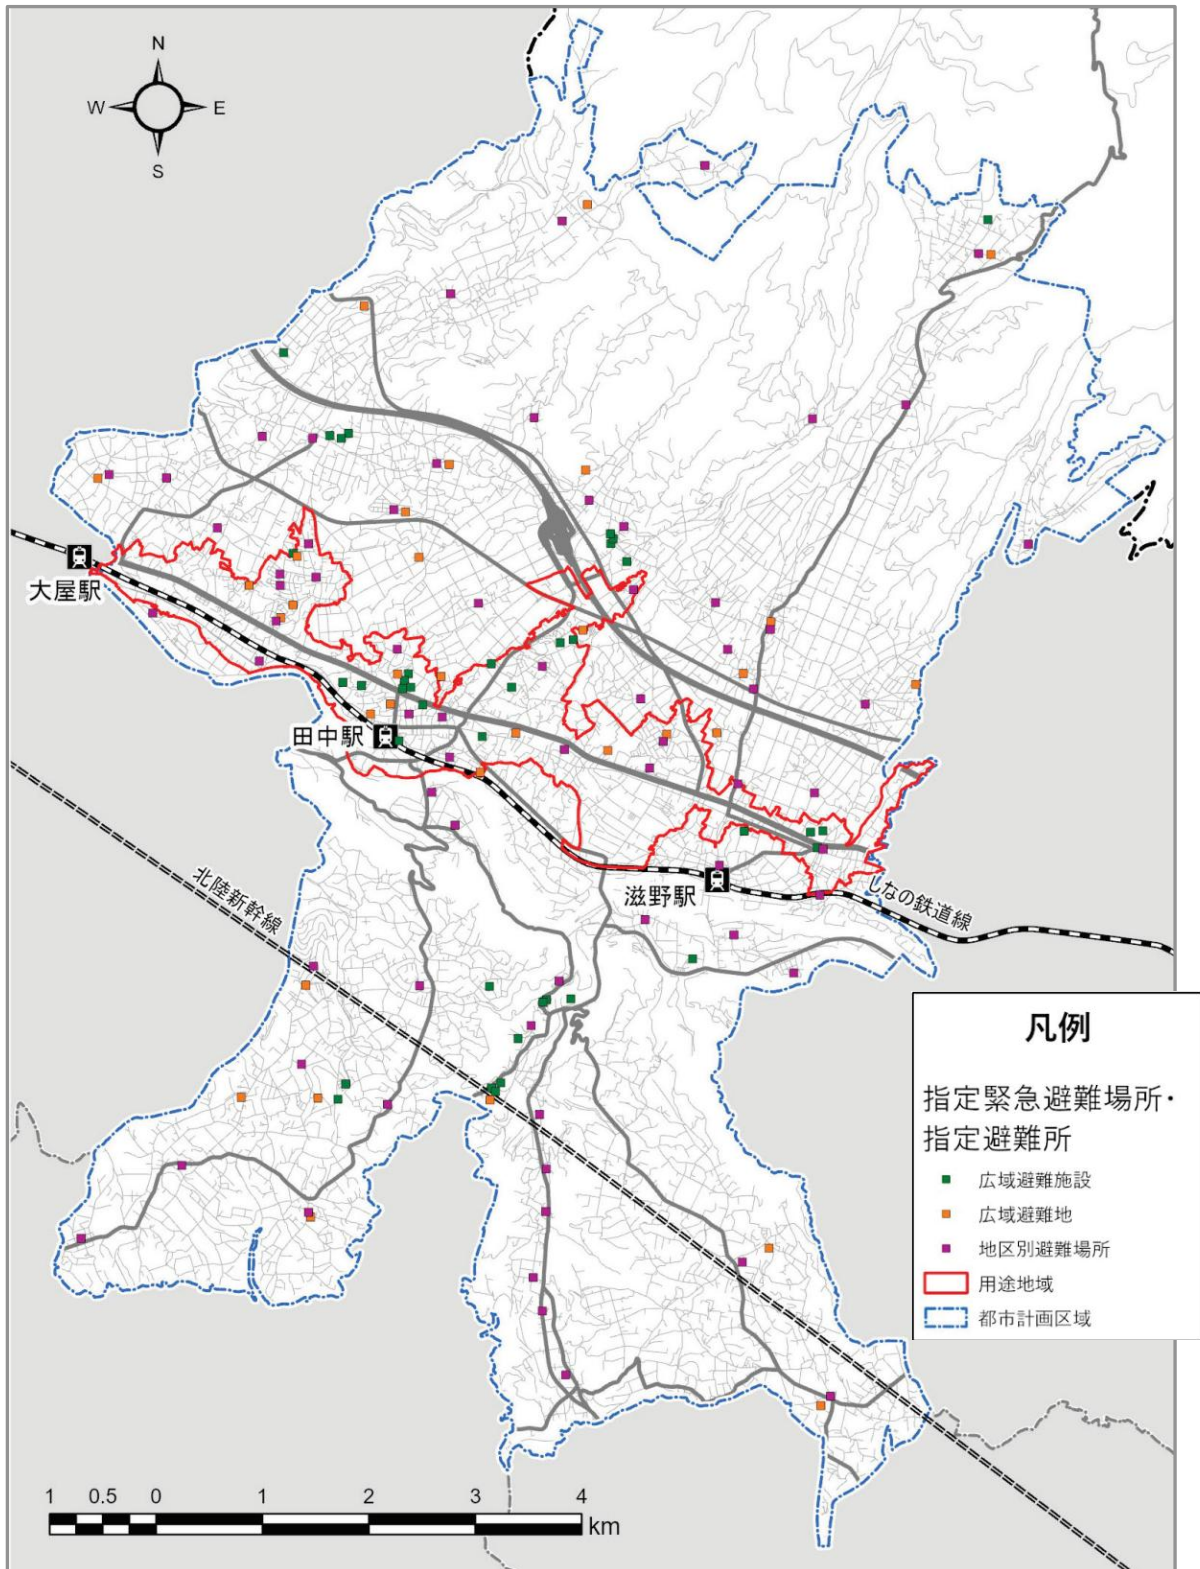 N
W E
S
大屋駅
田中駅
滋野駅
しなの鉄道線
北陸新幹線
凡例
指定緊急避難場所・
指定避難所
広域避難施設
広域避難地
地区別避難場所
用途地域
都市計画区域
1 0.5 0 1 2 3 4
km